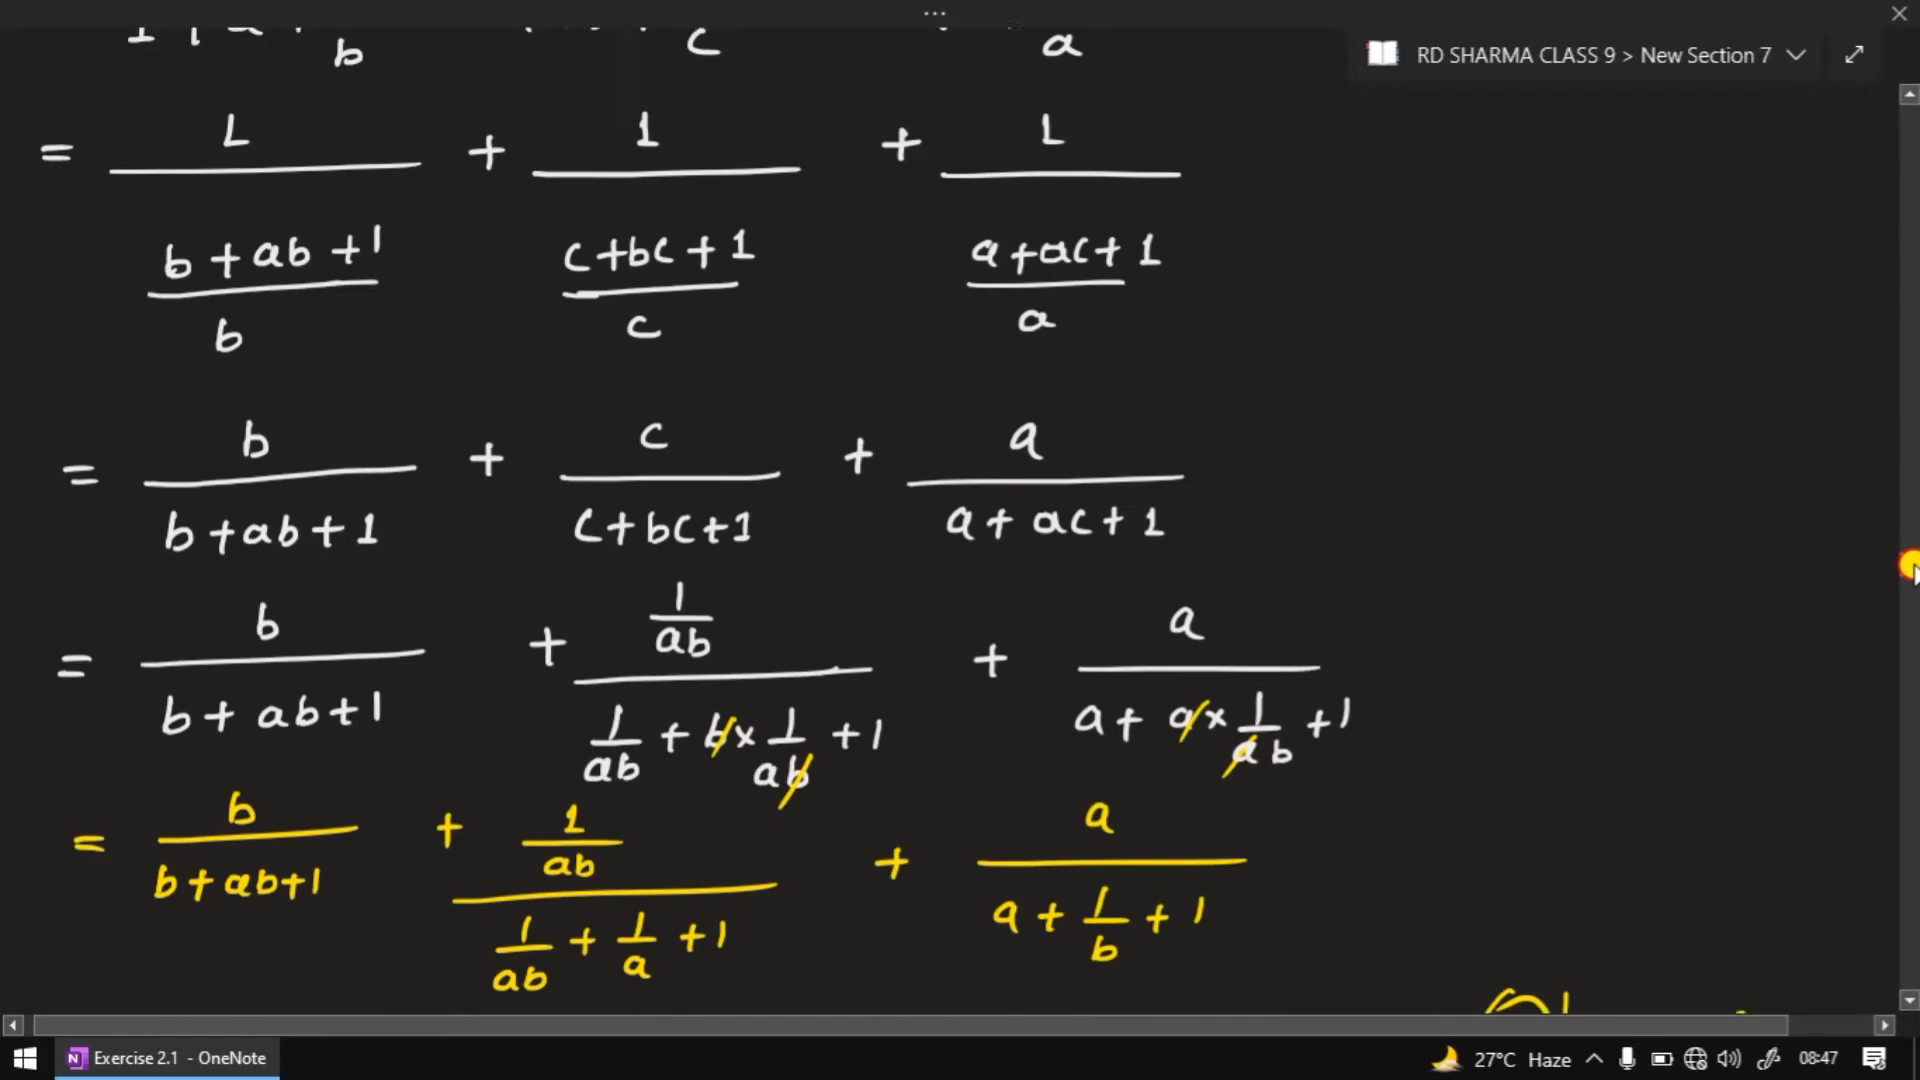 ...
RD SHARMA CLASS 9 > New Section 7
b c a
= 1/((b + ab + 1)/b) + 1/((c + bc + 1)/c) + 1/((a + ac + 1)/a)
= b/(b + ab + 1) + c/(c + bc + 1) + a/(a + ac + 1)
= b/(b + ab + 1) + (1/ab)/(1/ab + b × 1/ab + 1) + a/(a + a × 1/ab + 1)
= b/(b + ab + 1) + (1/ab)/(1/ab + 1/a + 1) + a/(a + 1/b + 1)
Exercise 2.1 - OneNote
27°C Haze
08:47